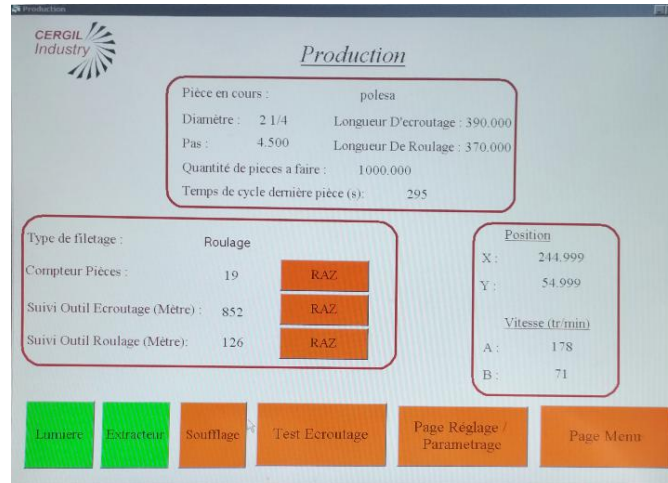 Production
CERGIL
Industry
Production
Pièce en cours : polesa
Diamètre : 2 1/4 Longueur D'ecroutage : 390.000
Pas : 4.500 Longueur De Roulage : 370.000
Quantité de pieces a faire : 1000.000
Temps de cycle dernière pièce (s): 295
Type de filetage : Roulage
Compteur Pièces : 19 RAZ
Suivi Outil Ecroutage (Mètre) : 852 RAZ
Suivi Outil Roulage (Mètre): 126 RAZ
Position
X : 244.999
Y : 54.999
Vitesse (tr/min)
A : 178
B : 71
Lumiere Extracteur Soufflage Test Ecroutage Page Réglage / Page Menu
Parametrage